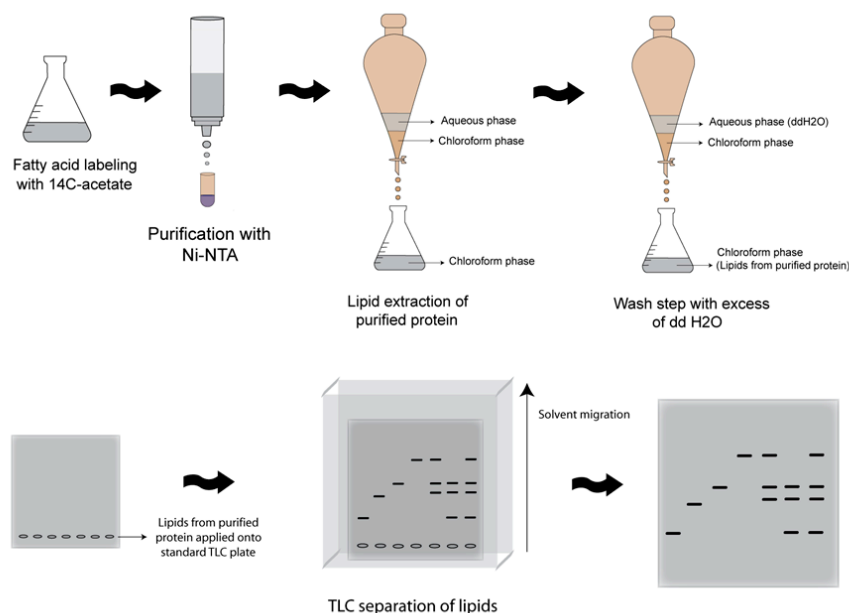 Fatty acid labeling
with 14C-acetate
Purification with
Ni-NTA
Aqueous phase
Chloroform phase
Chloroform phase
Lipid extraction of
purified protein
Aqueous phase (ddH2O)
Chloroform phase
Chloroform phase
(Lipids from purified protein)
Wash step with excess
of dd H2O
Lipids from purified
protein applied onto
standard TLC plate
Solvent migration
TLC separation of lipids